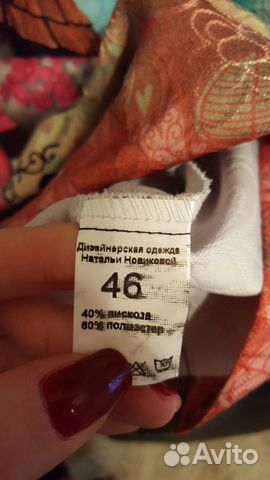 Дизайнерская одежда
Натальи Новиковой
46
40% вискоза
60% полиэстер
Avito